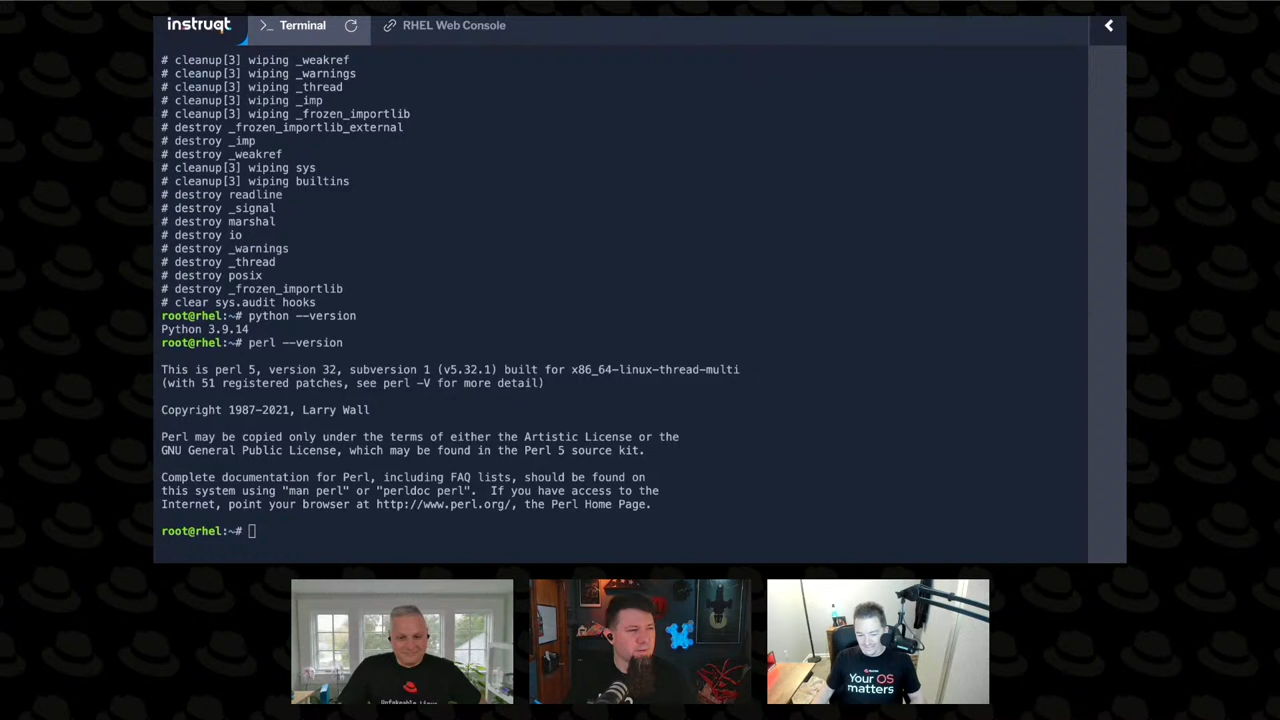 instruqt
>_ Terminal
RHEL Web Console
# cleanup[3] wiping _weakref
# cleanup[3] wiping _warnings
# cleanup[3] wiping _thread
# cleanup[3] wiping _imp
# cleanup[3] wiping _frozen_importlib
# destroy _frozen_importlib_external
# destroy _imp
# destroy _weakref
# cleanup[3] wiping sys
# cleanup[3] wiping builtins
# destroy readline
# destroy _signal
# destroy marshal
# destroy io
# destroy _warnings
# destroy _thread
# destroy posix
# destroy _frozen_importlib
# clear sys.audit hooks
root@rhel:~# python --version
Python 3.9.14
root@rhel:~# perl --version
This is perl 5, version 32, subversion 1 (v5.32.1) built for x86_64-linux-thread-multi
(with 51 registered patches, see perl -V for more detail)
Copyright 1987-2021, Larry Wall
Perl may be copied only under the terms of either the Artistic License or the
GNU General Public License, which may be found in the Perl 5 source kit.
Complete documentation for Perl, including FAQ lists, should be found on
this system using "man perl" or "perldoc perl".  If you have access to the
Internet, point your browser at http://www.perl.org/, the Perl Home Page.
root@rhel:~#
Your OS
matters